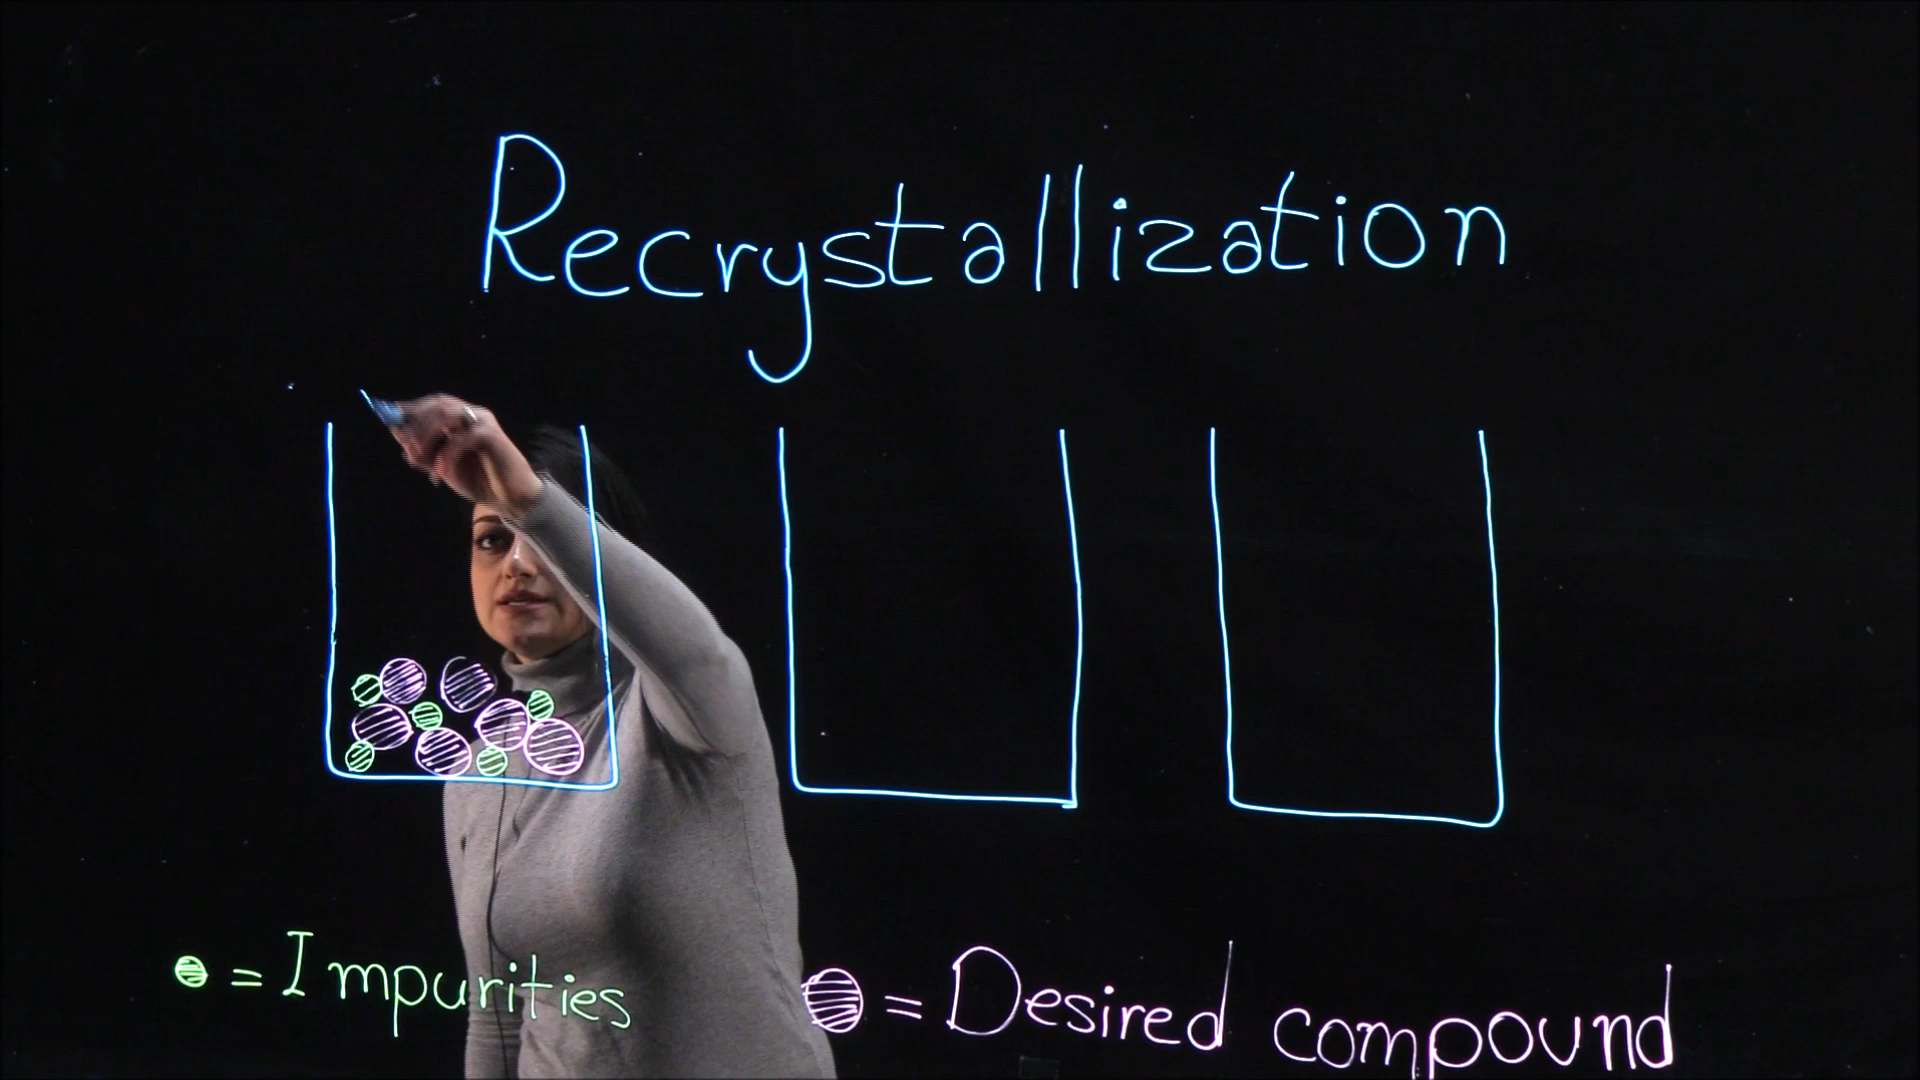 Recrystallization
= Impurities
= Desired compound